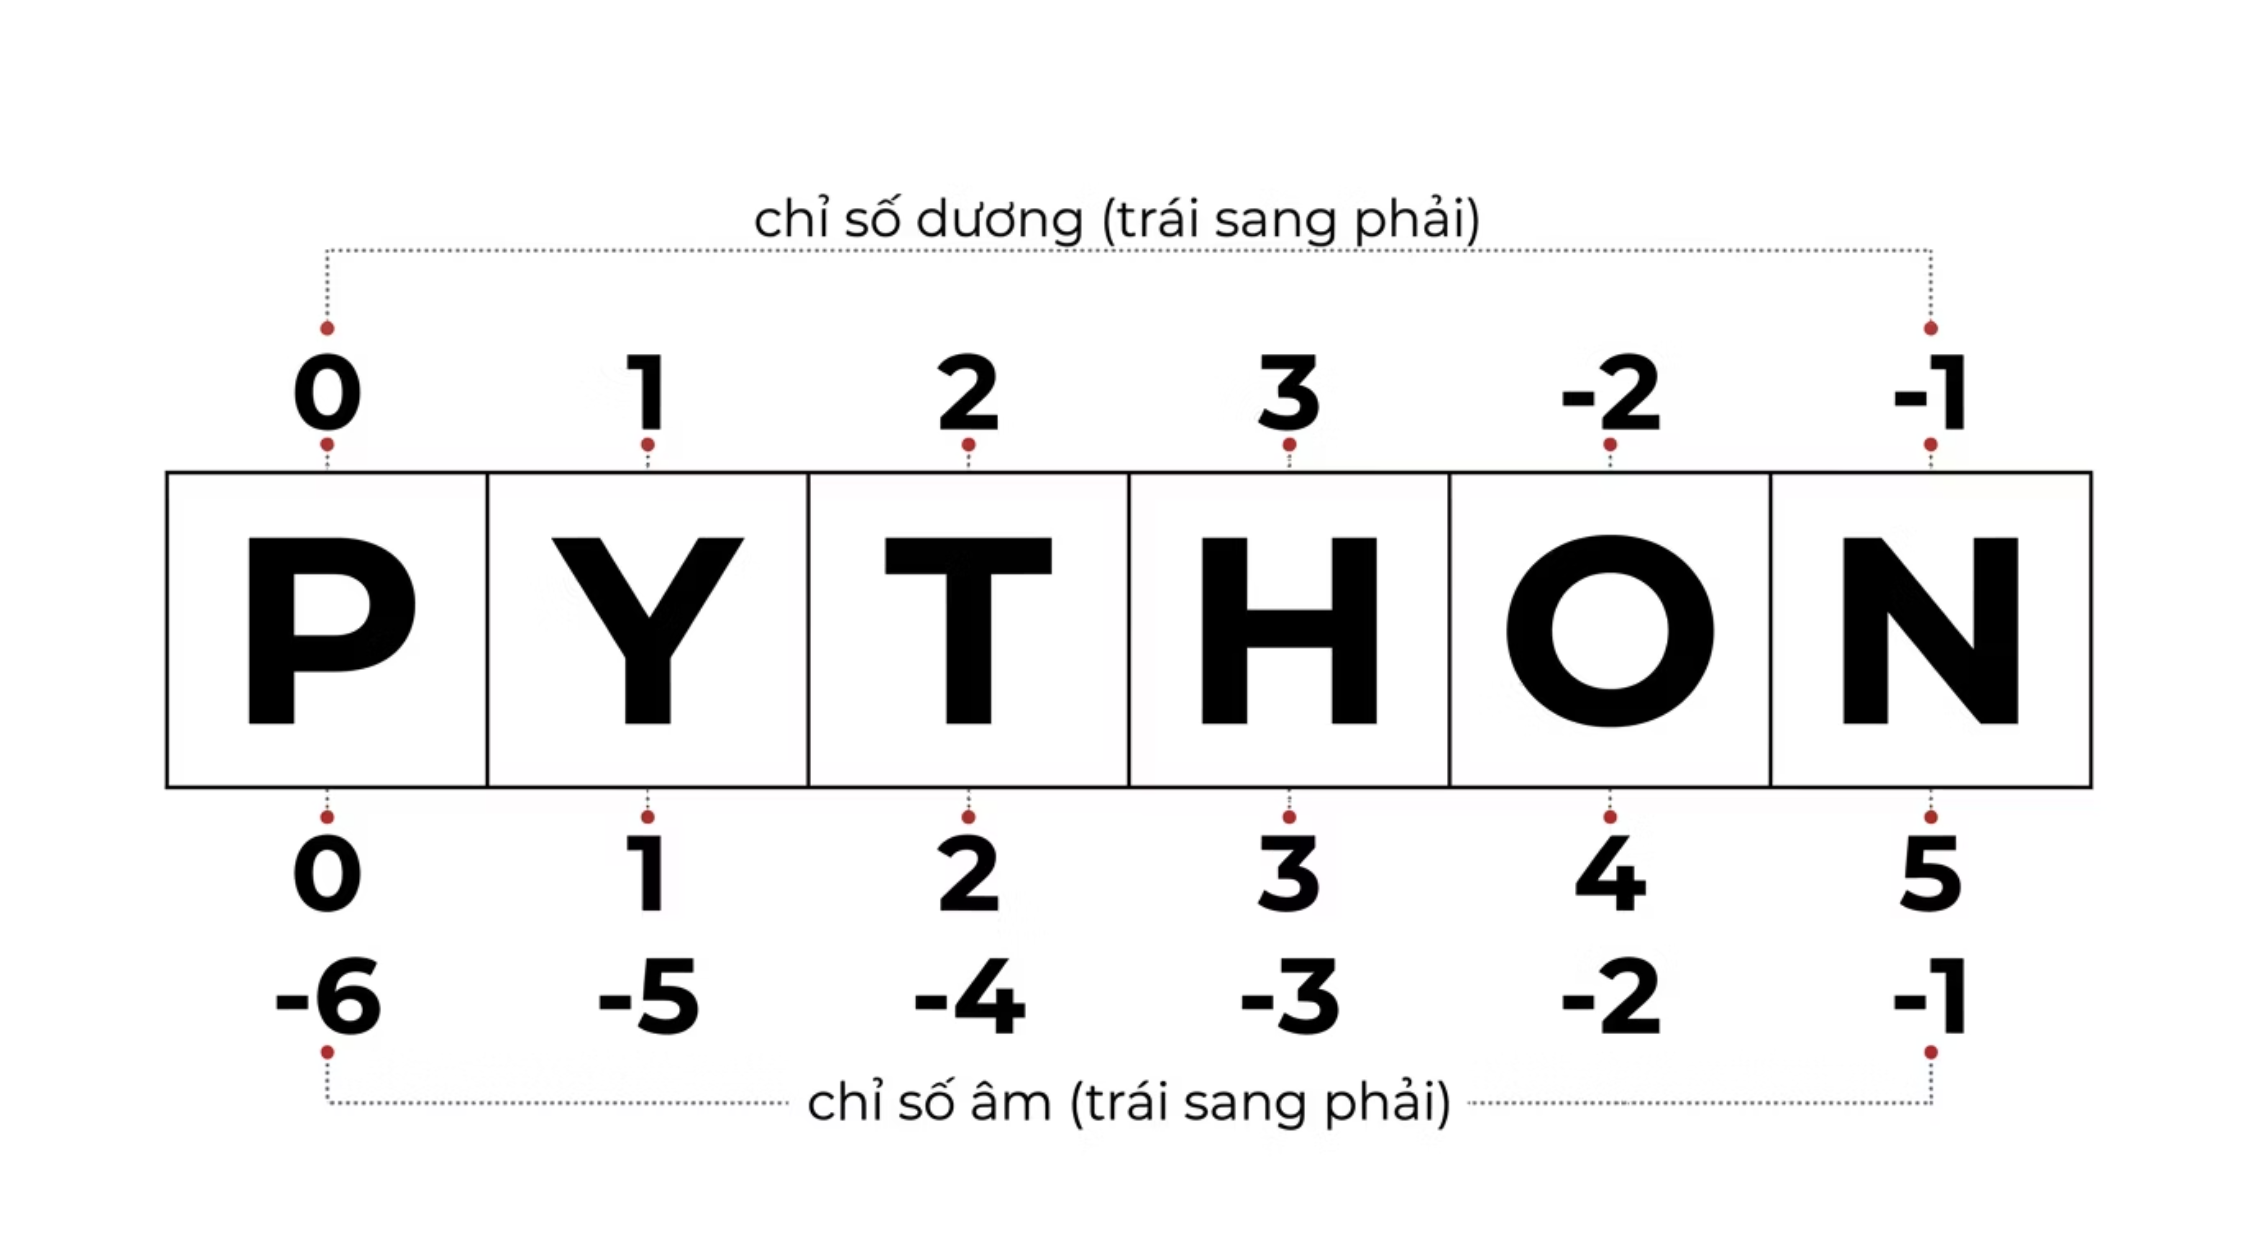 chỉ số dương (trái sang phải)
0 1 2 3 -2 -1
P Y T H O N
0 1 2 3 4 5
-6 -5 -4 -3 -2 -1
chỉ số âm (trái sang phải)